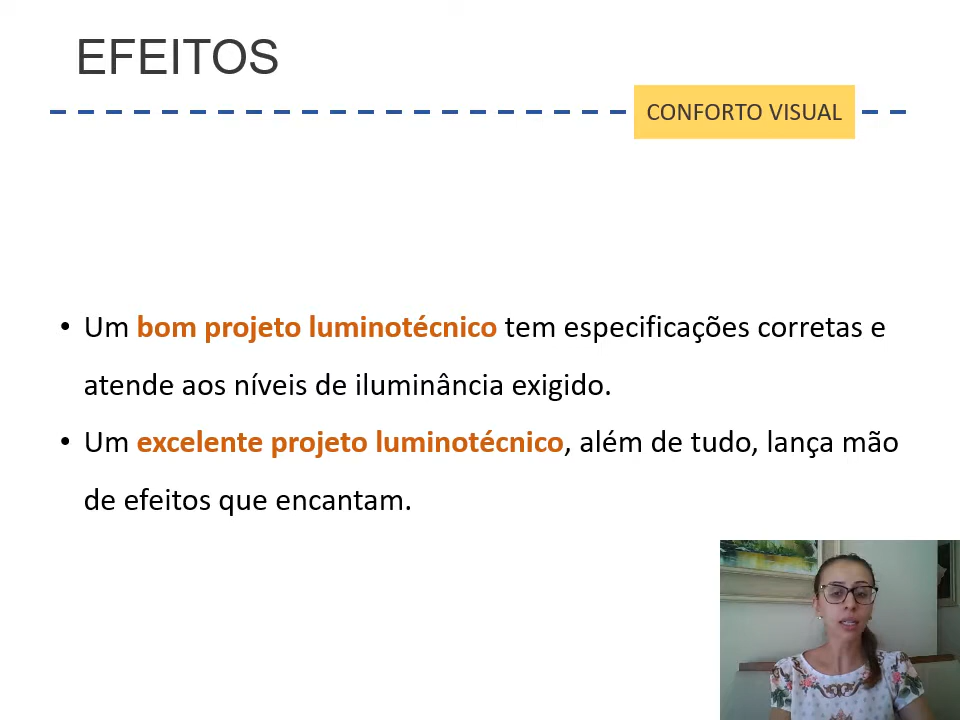 EFEITOS
CONFORTO VISUAL
• Um bom projeto luminotécnico tem especificações corretas e
atende aos níveis de iluminância exigido.
• Um excelente projeto luminotécnico, além de tudo, lança mão
de efeitos que encantam.